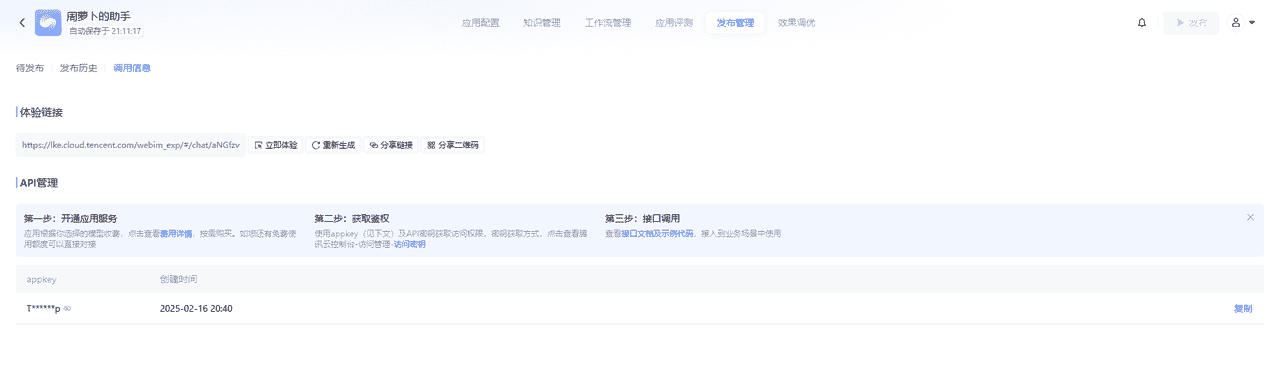 周萝卜的助手
自动保存于 21:11:17
应用配置 知识管理 工作流管理 应用评测 发布管理 效果调优
发布
待发布 发布历史 调用信息
体验链接
https://lke.cloud.tencent.com/webim_exp/#/chat/aNGfzv 立即体验 重新生成 分享链接 分享二维码
API管理
第一步：开通应用服务
应用根据你选择的模型收费，点击查看费用详情，按需购买。如您还有免费使
用额度可以直接对接
第二步：获取鉴权
使用appkey（见下文）及API密钥获取访问权限。密钥获取方式，点击查看腾
讯云控制台-访问管理-访问密钥
第三步：接口调用
查看接口文档及示例代码，接入到业务场景中使用
appkey 创建时间
T******p 2025-02-16 20:40 复制